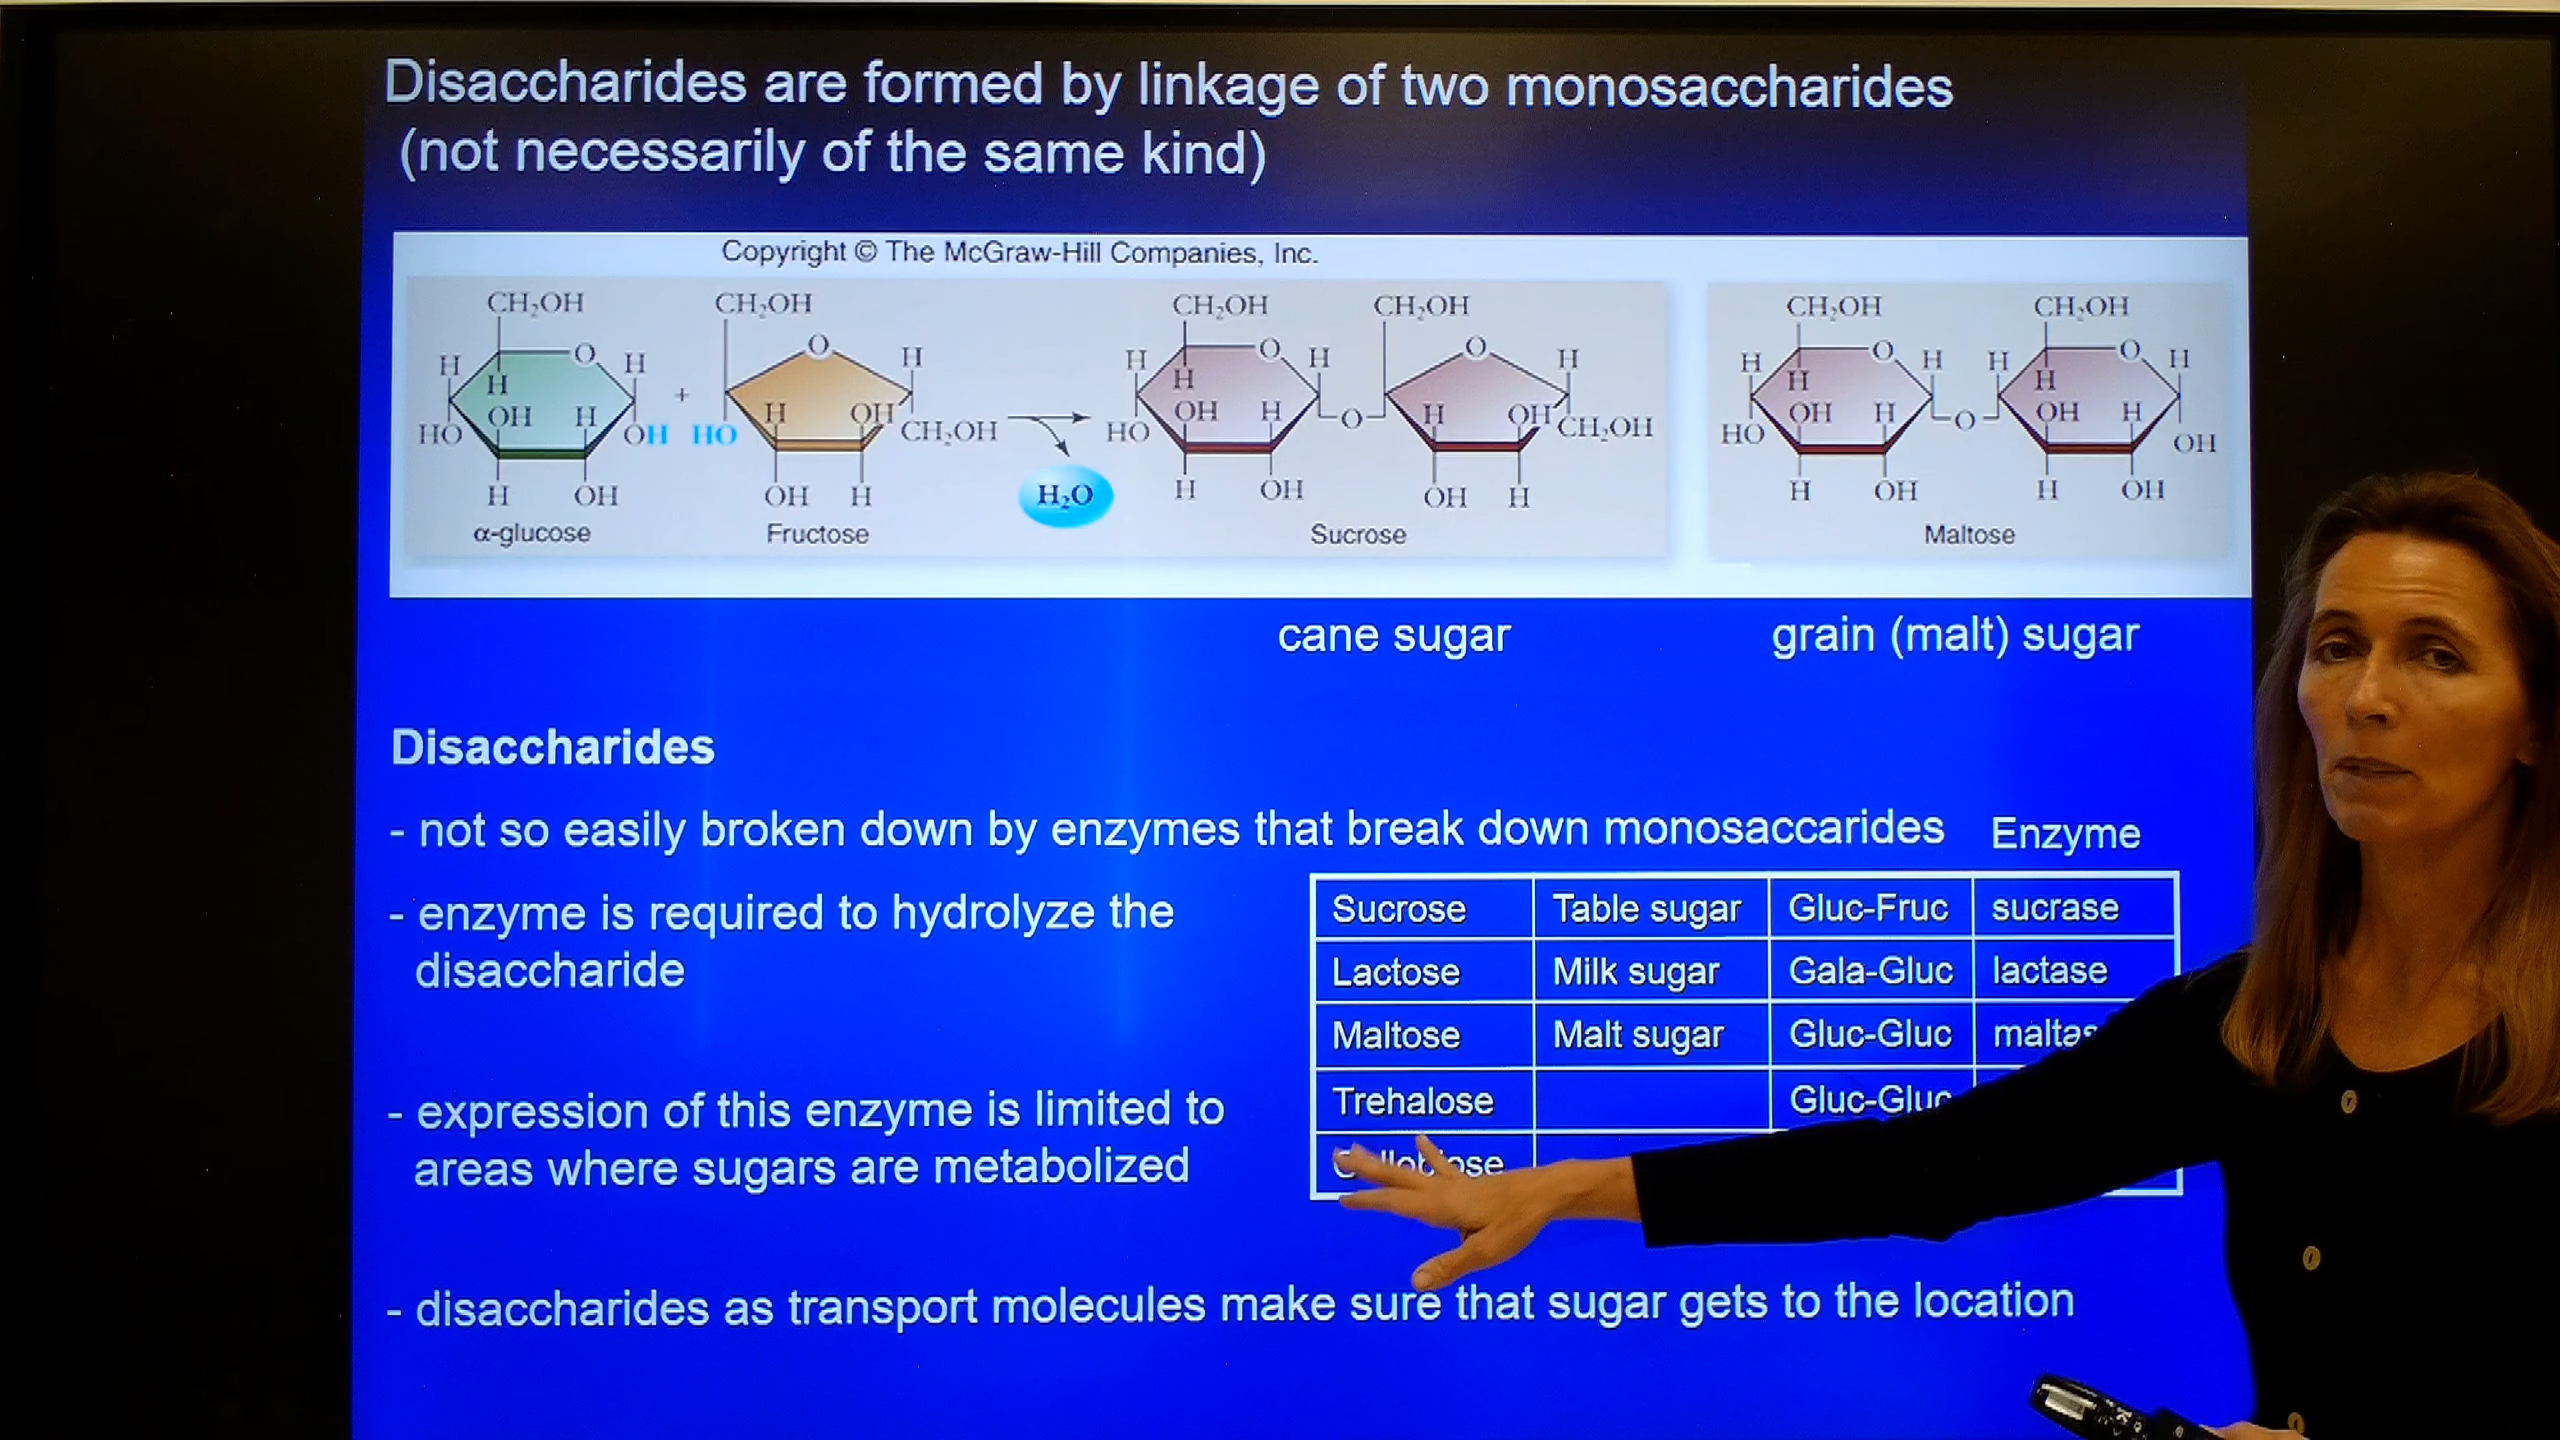 Disaccharides are formed by linkage of two monosaccharides
(not necessarily of the same kind)
Copyright © The McGraw-Hill Companies, Inc.
CH₂OH CH₂OH CH₂OH CH₂OH CH₂OH CH₂OH
H O H O H H O H O H H O H H O H
H + H H H
OH H OH HO H OH CH₂OH HO OH H O H OH CH₂OH HO OH H O OH H OH
HO
H₂O
H OH OH H H OH OH H H OH H OH
α-glucose Fructose Sucrose Maltose
cane sugar grain (malt) sugar
Disaccharides
- not so easily broken down by enzymes that break down monosaccarides
- enzyme is required to hydrolyze the
disaccharide
- expression of this enzyme is limited to
areas where sugars are metabolized
- disaccharides as transport molecules make sure that sugar gets to the location
Enzyme
Sucrose Table sugar Gluc-Fruc sucrase
Lactose Milk sugar Gala-Gluc lactase
Maltose Malt sugar Gluc-Gluc
Trehalose Gluc-Gluc